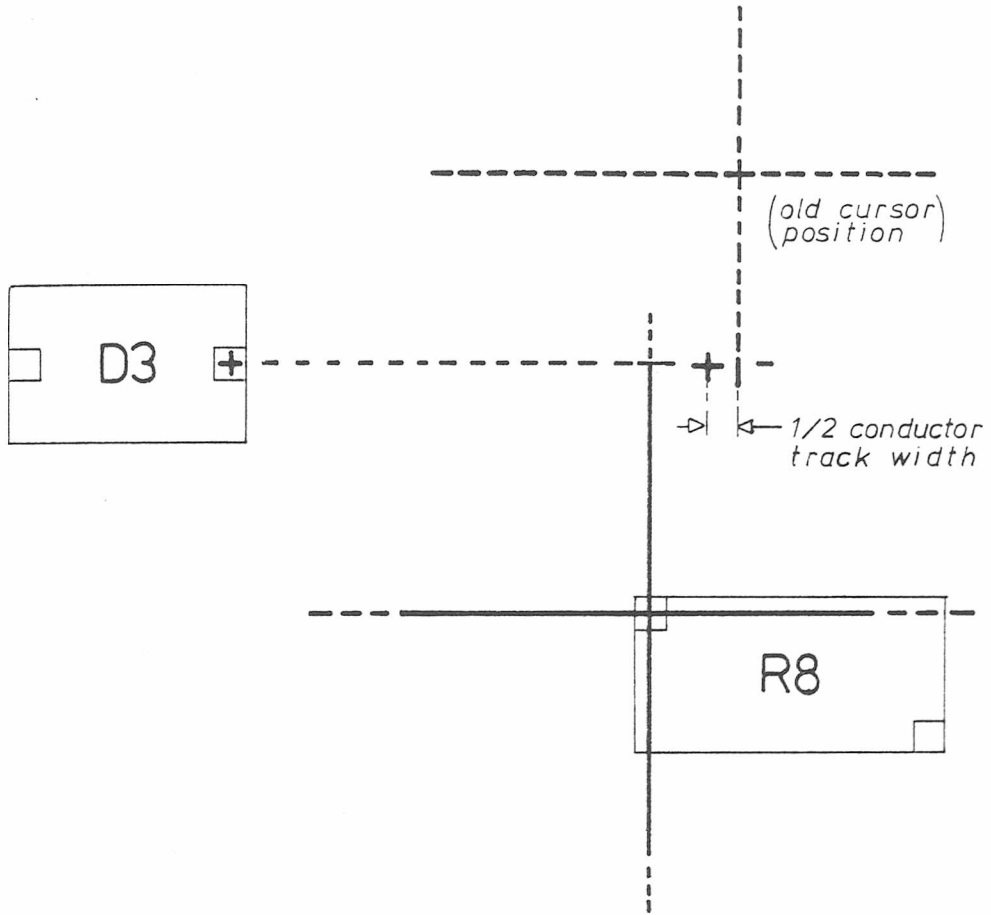 (old cursor)
(position)
D3
1/2 conductor
track width
R8